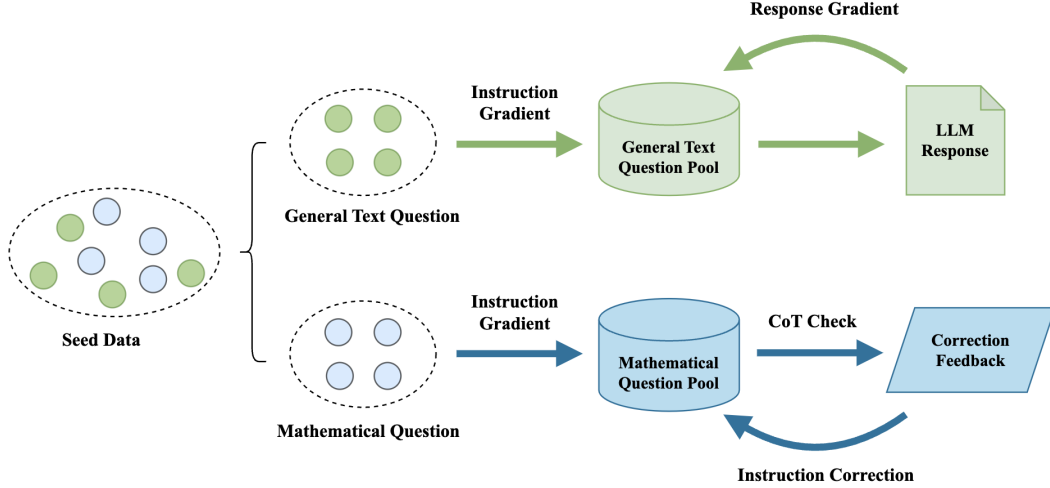 Response Gradient
Instruction
Gradient
General Text
Question Pool
LLM
Response
General Text Question
Seed Data
Instruction
Gradient
CoT Check
Mathematical
Question Pool
Correction
Feedback
Mathematical Question
Instruction Correction